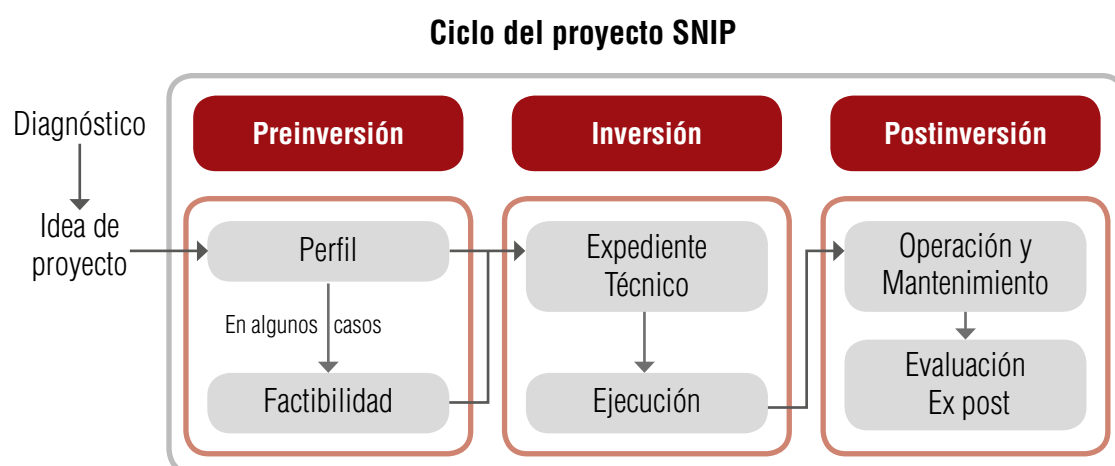 Ciclo del proyecto SNIP
Diagnóstico
Idea de
proyecto
Preinversión
Perfil
En algunos casos
Factibilidad
Inversión
Expediente
Técnico
Ejecución
Postinversión
Operación y
Mantenimiento
Evaluación
Ex post